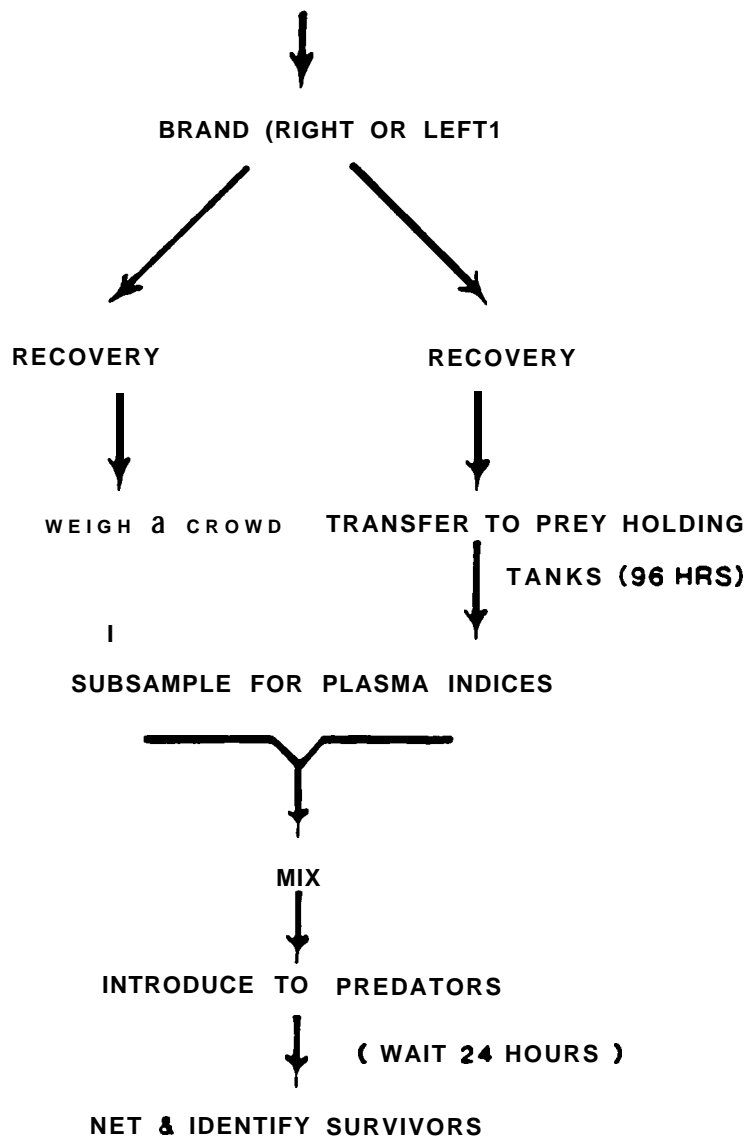 BRAND (RIGHT OR LEFT1
RECOVERY RECOVERY
WEIGH a CROWD TRANSFER TO PREY HOLDING
TANKS (96 HRS)
I
SUBSAMPLE FOR PLASMA INDICES
MIX
INTRODUCE TO PREDATORS
( WAIT 24 HOURS )
NET & IDENTIFY SURVIVORS